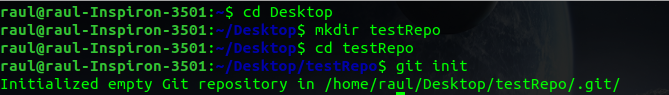 raul@raul-Inspiron-3501:~$ cd Desktop
raul@raul-Inspiron-3501:~/Desktop$ mkdir testRepo
raul@raul-Inspiron-3501:~/Desktop$ cd testRepo
raul@raul-Inspiron-3501:~/Desktop/testRepo$ git init
Initialized empty Git repository in /home/raul/Desktop/testRepo/.git/